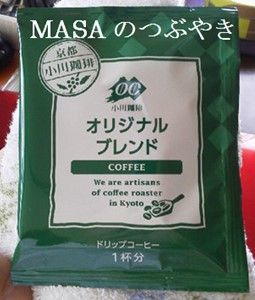 MASAのつぶやき
京都
小川珈琲
OC
小川珈琲
オリジナル
ブレンド
COFFEE
We are artisans
of coffee roaster
in Kyoto
ドリップコーヒー
1杯分